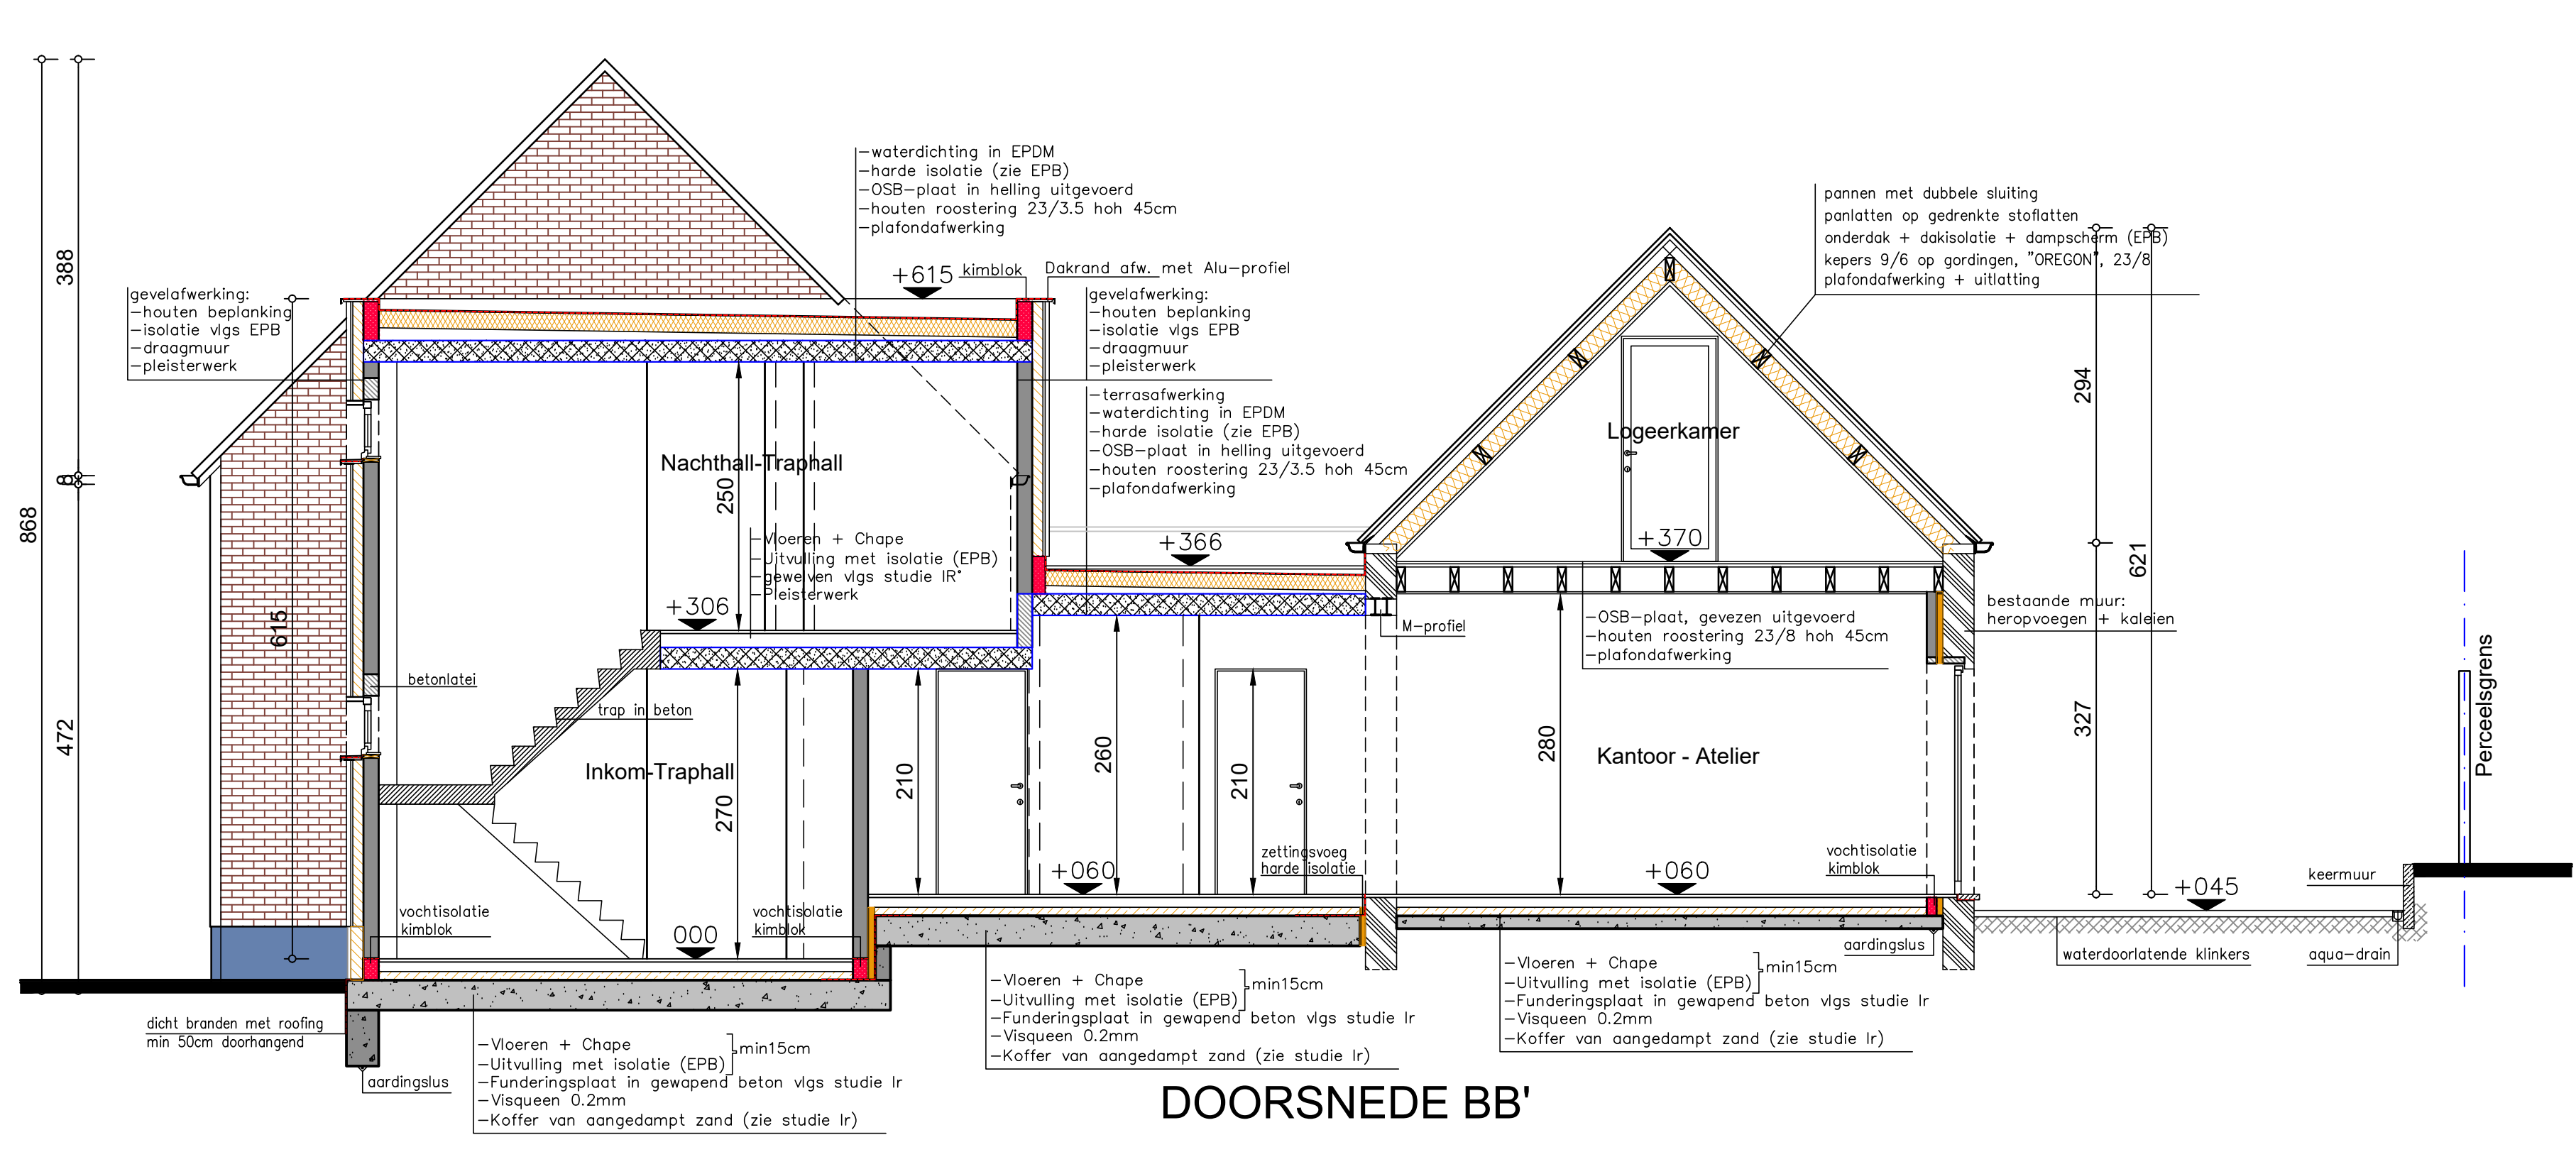 -waterdichting in EPDM
-harde isolatie (zie EPB)
-OSB-plaat in helling uitgevoerd
-houten roostering 23/3.5 hoh 45cm
-plafondafwerking
pannen met dubbele sluiting
panlatten op gedrenkte stoflatten
onderdak + dakisolatie + dampscherm (EPB)
kepers 9/6 op gordingen, "OREGON", 23/8
plafondafwerking + uitlatting
388
868
472
8
gevelafwerking:
-houten beplanking
-isolatie vlgs EPB
-draagmuur
-pleisterwerk
615
+615
kimblok
Dakrand afw. met Alu-profiel
gevelafwerking:
-houten beplanking
-isolatie vlgs EPB
-draagmuur
-pleisterwerk
-terrasafwerking
-waterdichting in EPDM
-harde isolatie (zie EPB)
-OSB-plaat in helling uitgevoerd
-houten roostering 23/3.5 hoh 45cm
-plafondafwerking
Nachthall-Traphall
250
-Vloeren + Chape
-Uitvulling met isolatie (EPB)
-gewelven vlgs studie IR°
-Pleisterwerk
+306
+366
Logeerkamer
+370
294
621
327
M-profiel
-OSB-plaat, gevezen uitgevoerd
-houten roostering 23/8 hoh 45cm
-plafondafwerking
bestaande muur:
heropvoegen + kaleien
Perceelsgrens
betonlatei
trap in beton
Inkom-Traphall
270
210
260
210
280
Kantoor - Atelier
zettingsvoeg
harde isolatie
+060
+060
vochtisolatie
kimblok
keermuur
+045
vochtisolatie
kimblok
000
vochtisolatie
kimblok
aardingslus
waterdoorlatende klinkers
aqua-drain
dicht branden met roofing
min 50cm doorhangend
aardingslus
-Vloeren + Chape
-Uitvulling met isolatie (EPB)
min15cm
-Funderingsplaat in gewapend beton vlgs studie Ir
-Visqueen 0.2mm
-Koffer van aangedampt zand (zie studie Ir)
-Vloeren + Chape
-Uitvulling met isolatie (EPB)
min15cm
-Funderingsplaat in gewapend beton vlgs studie Ir
-Visqueen 0.2mm
-Koffer van aangedampt zand (zie studie Ir)
-Vloeren + Chape
-Uitvulling met isolatie (EPB)
min15cm
-Funderingsplaat in gewapend beton vlgs studie Ir
-Visqueen 0.2mm
-Koffer van aangedampt zand (zie studie Ir)
DOORSNEDE BB'